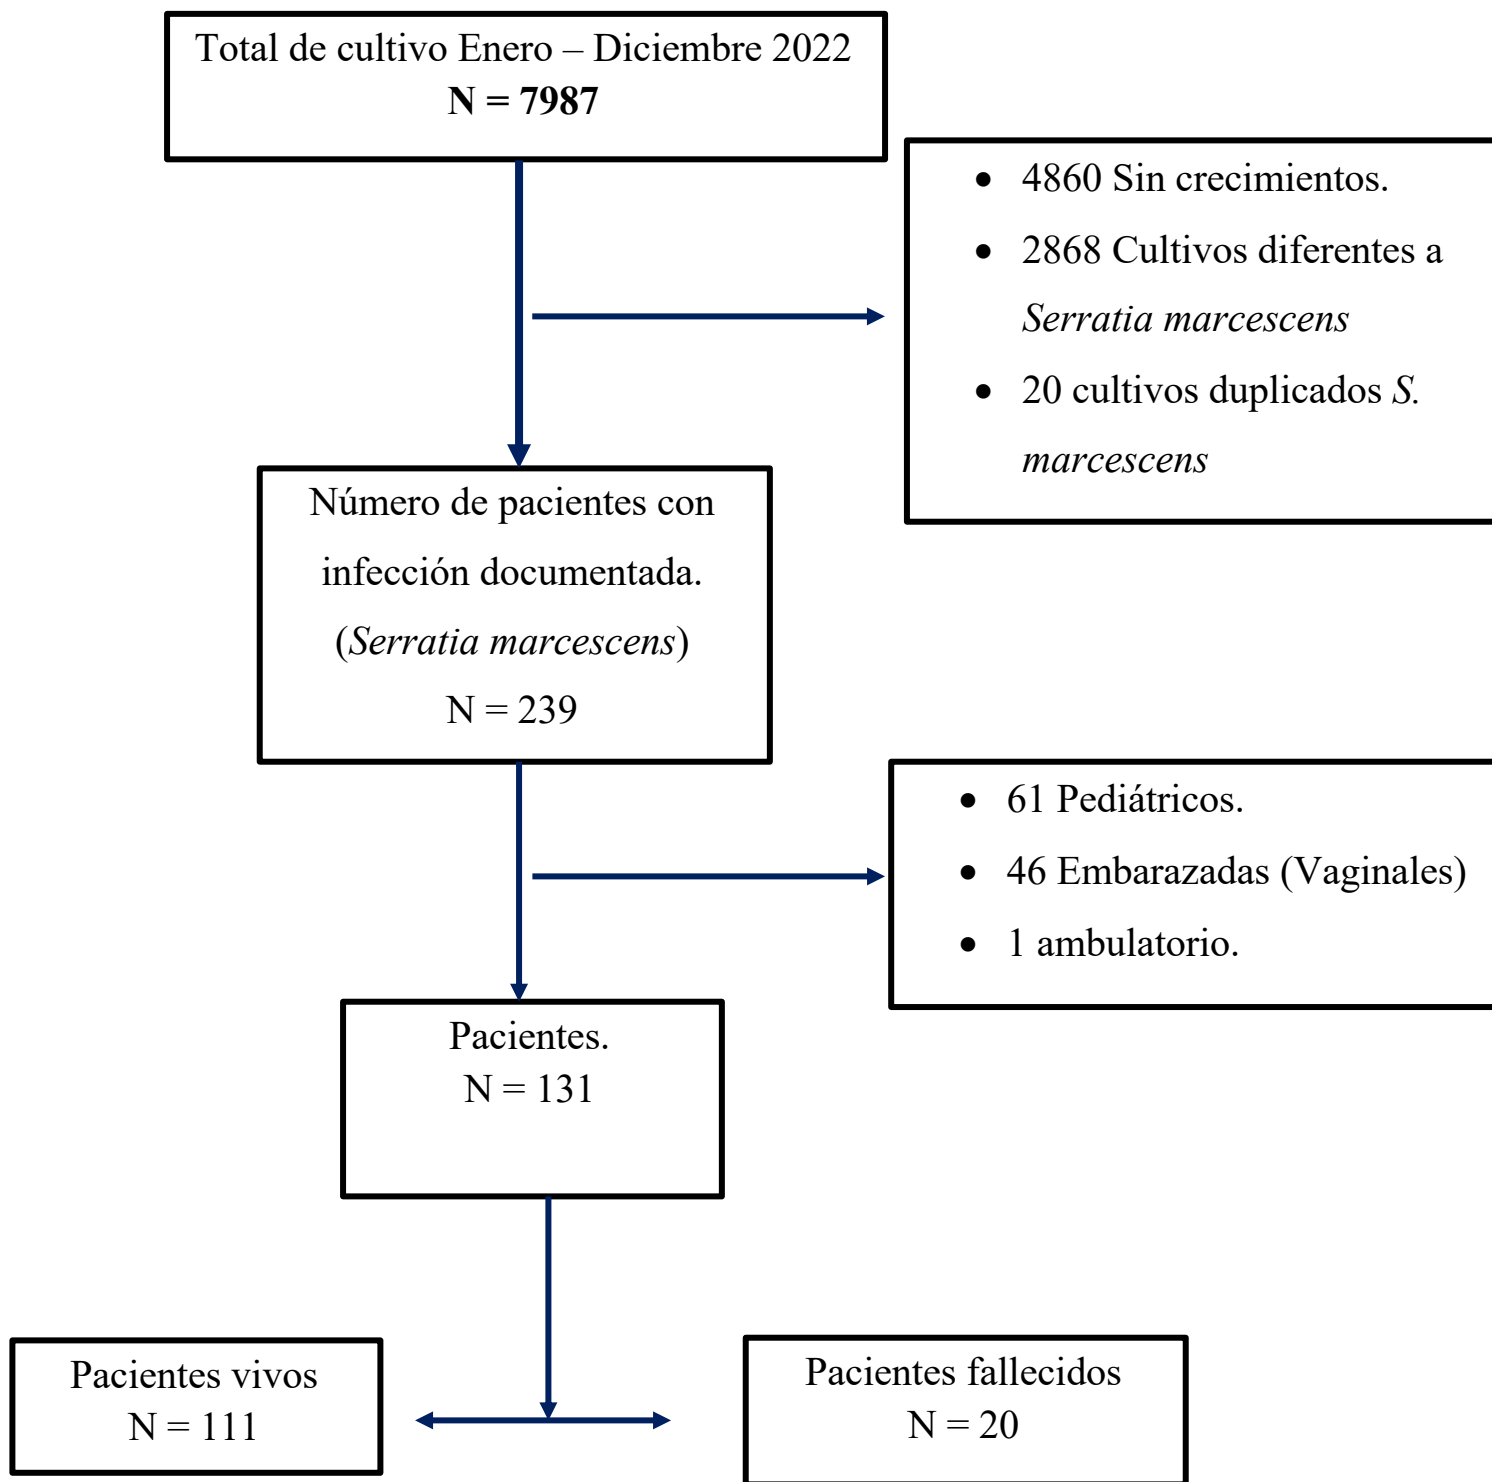 Total de cultivo Enero – Diciembre 2022
N = 7987
• 4860 Sin crecimientos.
• 2868 Cultivos diferentes a
Serratia marcescens
• 20 cultivos duplicados S.
marcescens
Número de pacientes con
infección documentada.
(Serratia marcescens)
N = 239
• 61 Pediátricos.
• 46 Embarazadas (Vaginales)
• 1 ambulatorio.
Pacientes.
N = 131
Pacientes vivos
N = 111
Pacientes fallecidos
N = 20